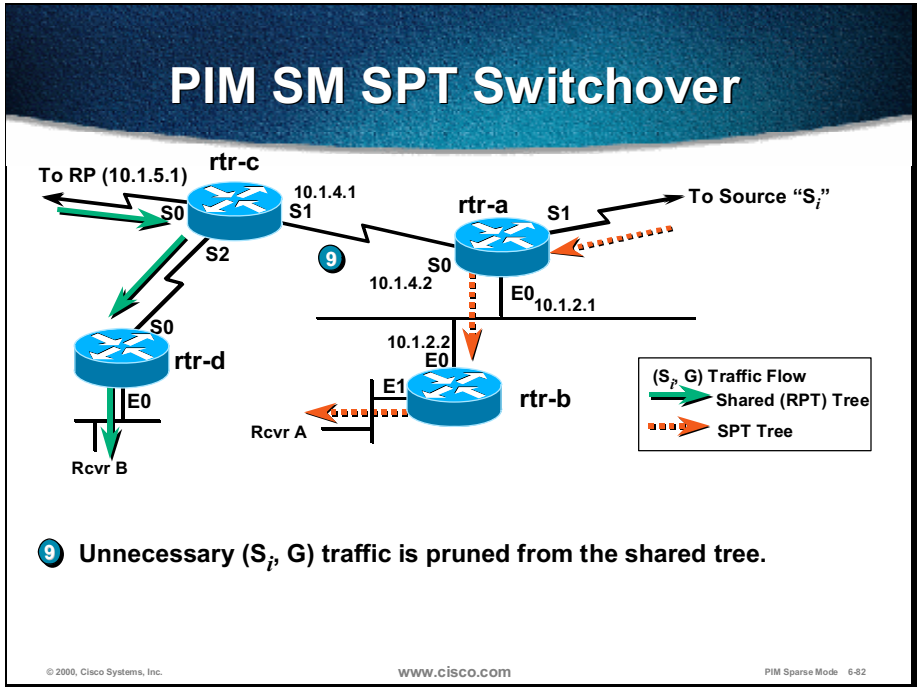 PIM SM SPT Switchover
To RP (10.1.5.1)
rtr-c
10.1.4.1
S0
S1
S2
rtr-a
S1
To Source “Si”
9
S0
10.1.4.2
E0
10.1.2.1
S0
rtr-d
E0
Rcvr B
10.1.2.2
E0
E1
rtr-b
Rcvr A
(Si, G) Traffic Flow
Shared (RPT) Tree
SPT Tree
9 Unnecessary (Si, G) traffic is pruned from the shared tree.
© 2000, Cisco Systems, Inc.
www.cisco.com
PIM Sparse Mode 6-82